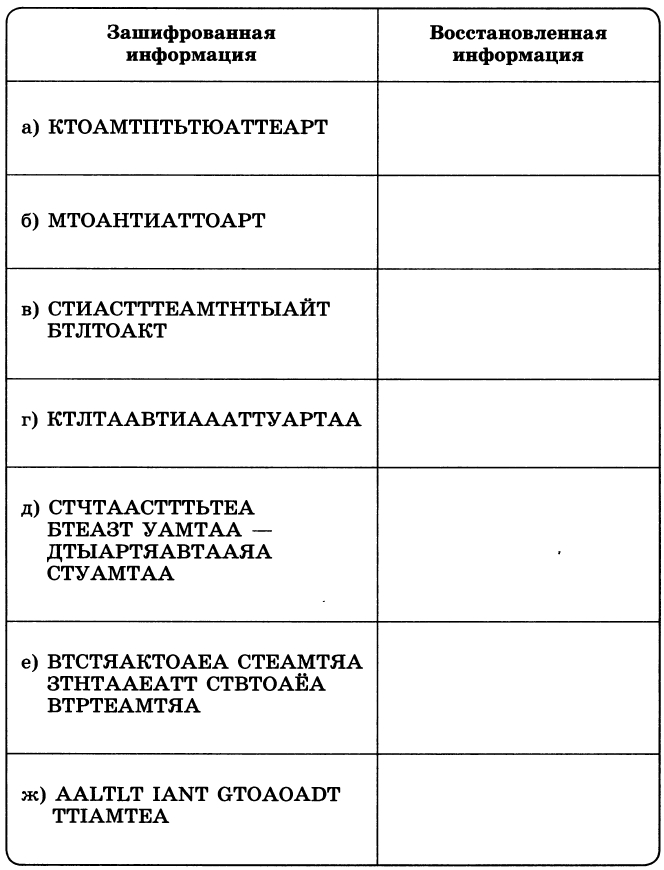 Зашифрованная
информация
Восстановленная
информация
а) КТОАМТПТЬТЮАТТЕАРТ
б) МТОАНТИАТТОАРТ
в) СТИАСТТТЕАМТНТЫАЙТ
БТЛТОАКТ
г) КТЛТААВТИАААТТУАРТАА
д) СТЧТААСТТТЬТЕА
БТЕАЗТ УАМТАА —
ДТЫАРТЯАВТААЯА
СТУАМТАА
е) ВТСТЯАКТОАЕА СТЕАМТЯА
ЗТНТААЕАТТ СТВТОАЁА
ВТРТЕАМТЯА
ж) AALTLT IANT GTOAOADT
TTIAMTEA